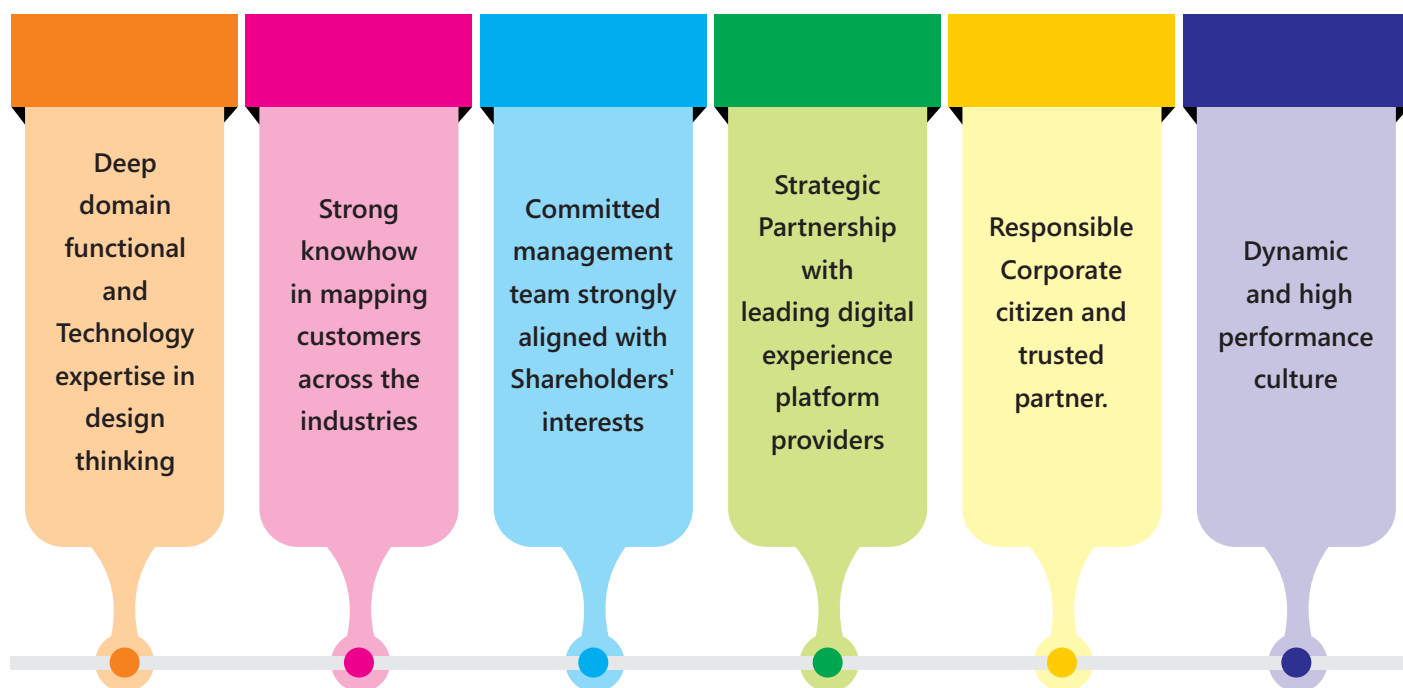 Deep
domain
functional
and
Technology
expertise in
design
thinking
Strong
knowhow
in mapping
customers
across the
industries
Committed
management
team strongly
aligned with
Shareholders'
interests
Strategic
Partnership
with
leading digital
experience
platform
providers
Responsible
Corporate
citizen and
trusted
partner.
Dynamic
and high
performance
culture